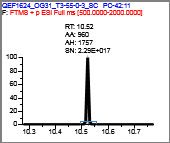 QEF1624_OG31_T3-55-0-3_SC PC-42:11
F: FTMS + p ESI Full ms [500.0000-2000.0000]
RT: 10.52
AA: 960
AH: 1757
SN: 2.29E+017
100
80
60
40
20
0
10.3 10.4 10.5 10.6 10.7